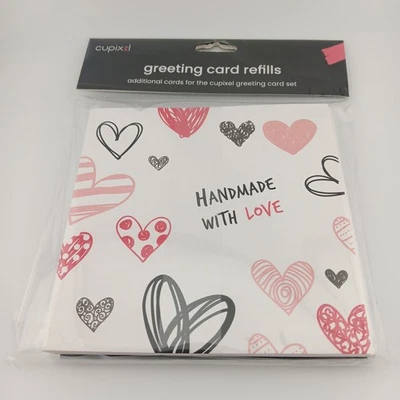 cupixel
greeting card refills
additional cards for the cupixel greeting card set
HANDMADE
WITH LOVE